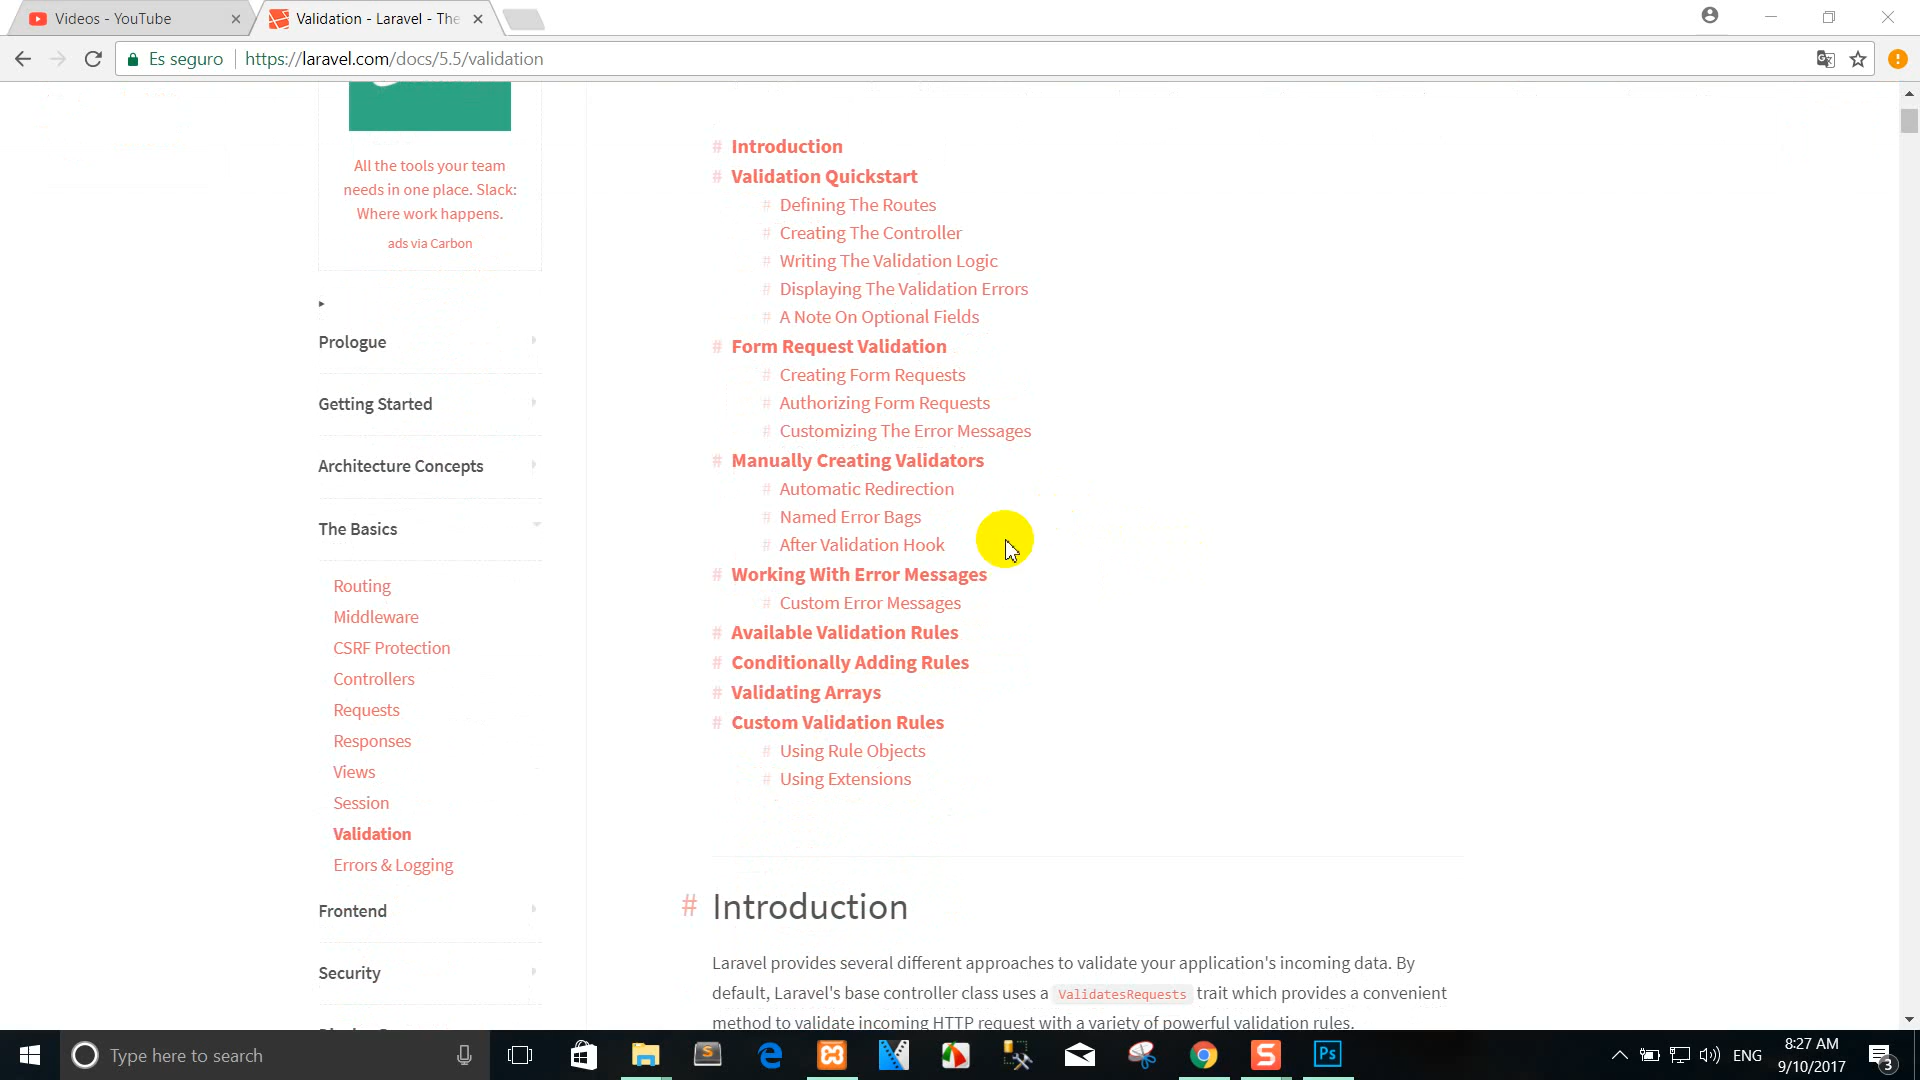 Videos - YouTube
Validation - Laravel - The
Es seguro
https://laravel.com/docs/5.5/validation
All the tools your team
needs in one place. Slack:
Where work happens.
ads via Carbon
Prologue
Getting Started
Architecture Concepts
The Basics
Routing
Middleware
CSRF Protection
Controllers
Requests
Responses
Views
Session
Validation
Errors & Logging
Frontend
Security
# Introduction
# Validation Quickstart
# Defining The Routes
# Creating The Controller
# Writing The Validation Logic
# Displaying The Validation Errors
# A Note On Optional Fields
# Form Request Validation
# Creating Form Requests
# Authorizing Form Requests
# Customizing The Error Messages
# Manually Creating Validators
# Automatic Redirection
# Named Error Bags
# After Validation Hook
# Working With Error Messages
# Custom Error Messages
# Available Validation Rules
# Conditionally Adding Rules
# Validating Arrays
# Custom Validation Rules
# Using Rule Objects
# Using Extensions
# Introduction
Laravel provides several different approaches to validate your application's incoming data. By
default, Laravel's base controller class uses a ValidatesRequests trait which provides a convenient
method to validate incoming HTTP request with a variety of powerful validation rules.
Type here to search
S
Ps
ENG
8:27 AM
9/10/2017
3